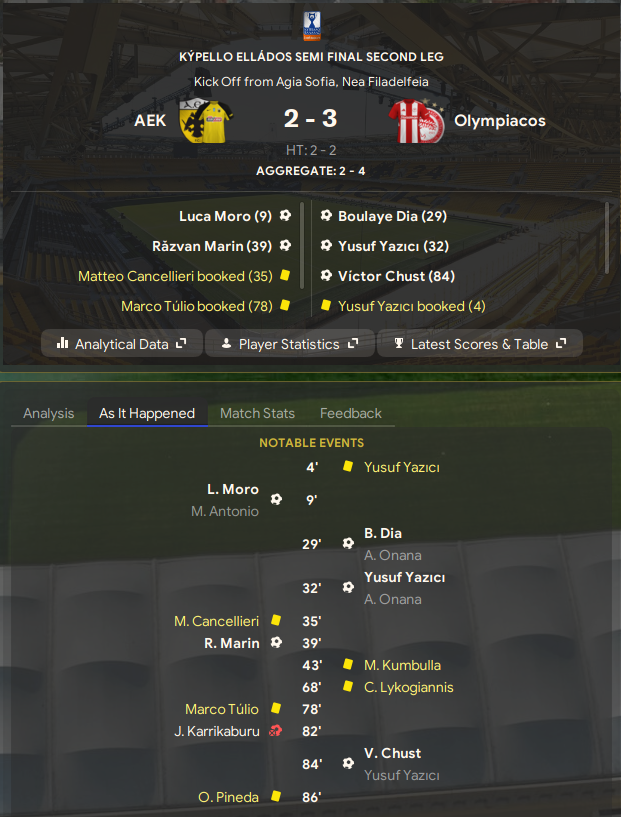 KÝPELLO ELLÁDOS SEMI FINAL SECOND LEG
Kick Off from Agia Sofia, Nea Filadelfeia
AEK 2 - 3 Olympiacos
HT: 2 - 2
AGGREGATE: 2 - 4
Luca Moro (9) Boulaye Dia (29)
Răzvan Marin (39) Yusuf Yazıcı (32)
Matteo Cancellieri booked (35) Víctor Chust (84)
Marco Túlio booked (78) Yusuf Yazıcı booked (4)
Analytical Data Player Statistics Latest Scores & Table
Analysis As It Happened Match Stats Feedback
NOTABLE EVENTS
4' Yusuf Yazıcı
L. Moro
M. Antonio
9'
29'
B. Dia
A. Onana
32'
Yusuf Yazıcı
A. Onana
M. Cancellieri 35'
R. Marin 39'
43' M. Kumbulla
68' C. Lykogiannis
Marco Túlio 78'
J. Karrikaburu 82'
84'
V. Chust
Yusuf Yazıcı
O. Pineda 86'